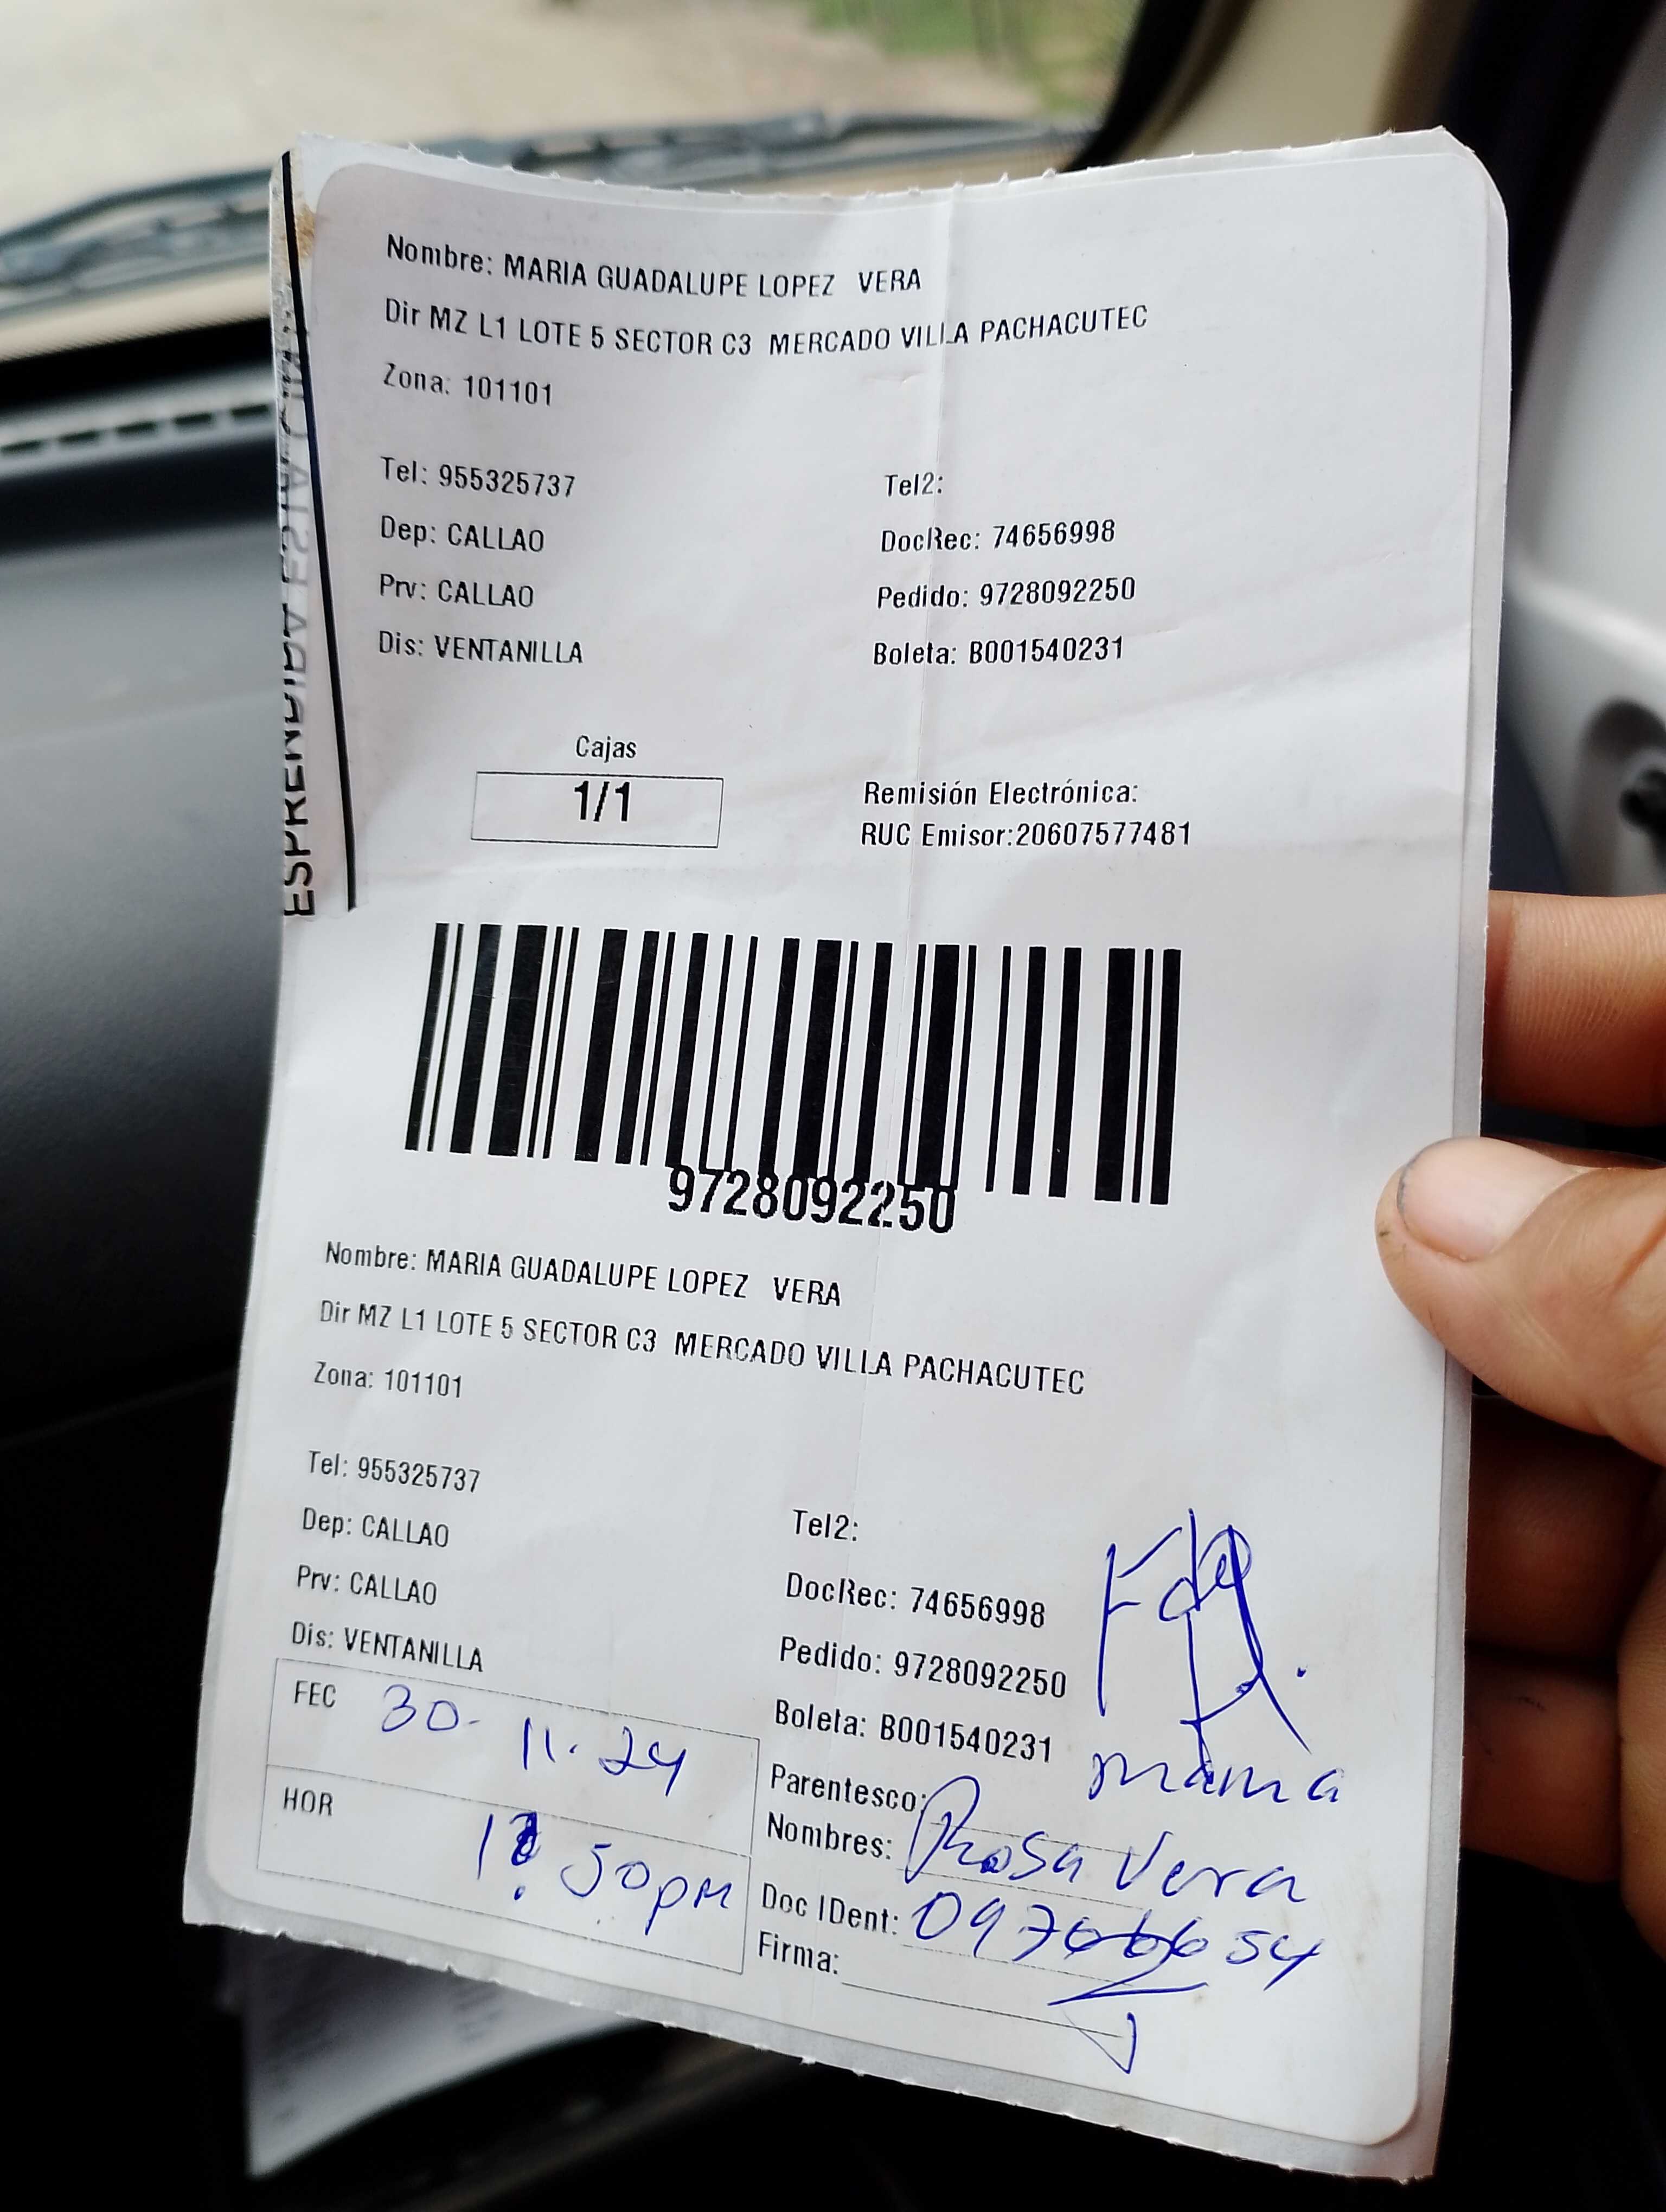 Nombre: MARIA GUADALUPE LOPEZ VERA
Dir MZ L1 LOTE 5 SECTOR C3 MERCADO VILLA PACHACUTEC
Zona: 101101
Tel: 955325737
Tel2:
Dep: CALLAO
DocRec: 74656998
Prv: CALLAO
Pedido: 9728092250
Dis: VENTANILLA
Boleta: B001540231
Cajas
1/1
Remisión Electrónica:
RUC Emisor:20607577481
9728092250
Nombre: MARIA GUADALUPE LOPEZ VERA
Dir MZ L1 LOTE 5 SECTOR C3 MERCADO VILLA PACHACUTEC
Zona: 101101
Tel: 955325737
Tel2:
Dep: CALLAO
DocRec: 74656998
Prv: CALLAO
Pedido: 9728092250
Dis: VENTANILLA
Boleta: B001540231
FEC 30-11.24
Parentesco: mama
HOR 50pm
Nombres: Rosa Vera
Doc IDent:
Firma: